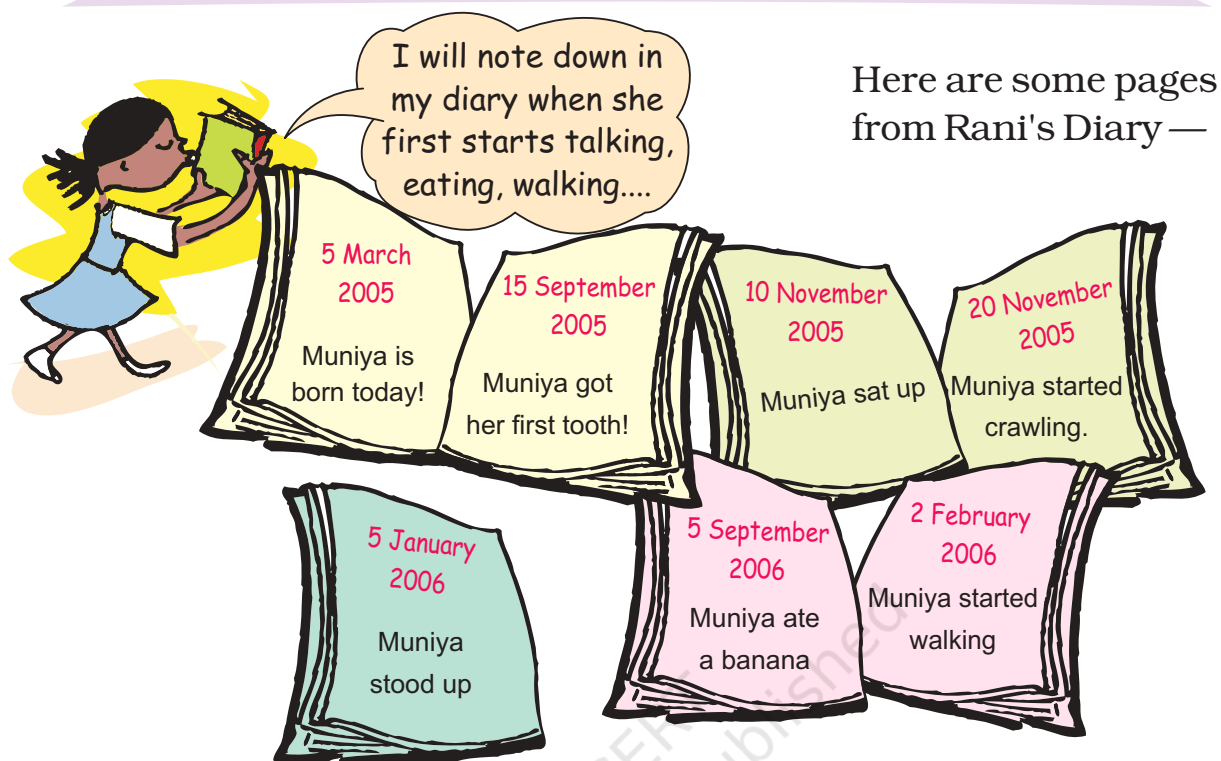 I will note down in
my diary when she
first starts talking,
eating, walking....
Here are some pages
from Rani's Diary —
5 March
2005
Muniya is
born today!
15 September
2005
Muniya got
her first tooth!
10 November
2005
Muniya sat up
20 November
2005
Muniya started
crawling.
5 January
2006
Muniya
stood up
5 September
2006
Muniya ate
a banana
2 February
2006
Muniya started
walking